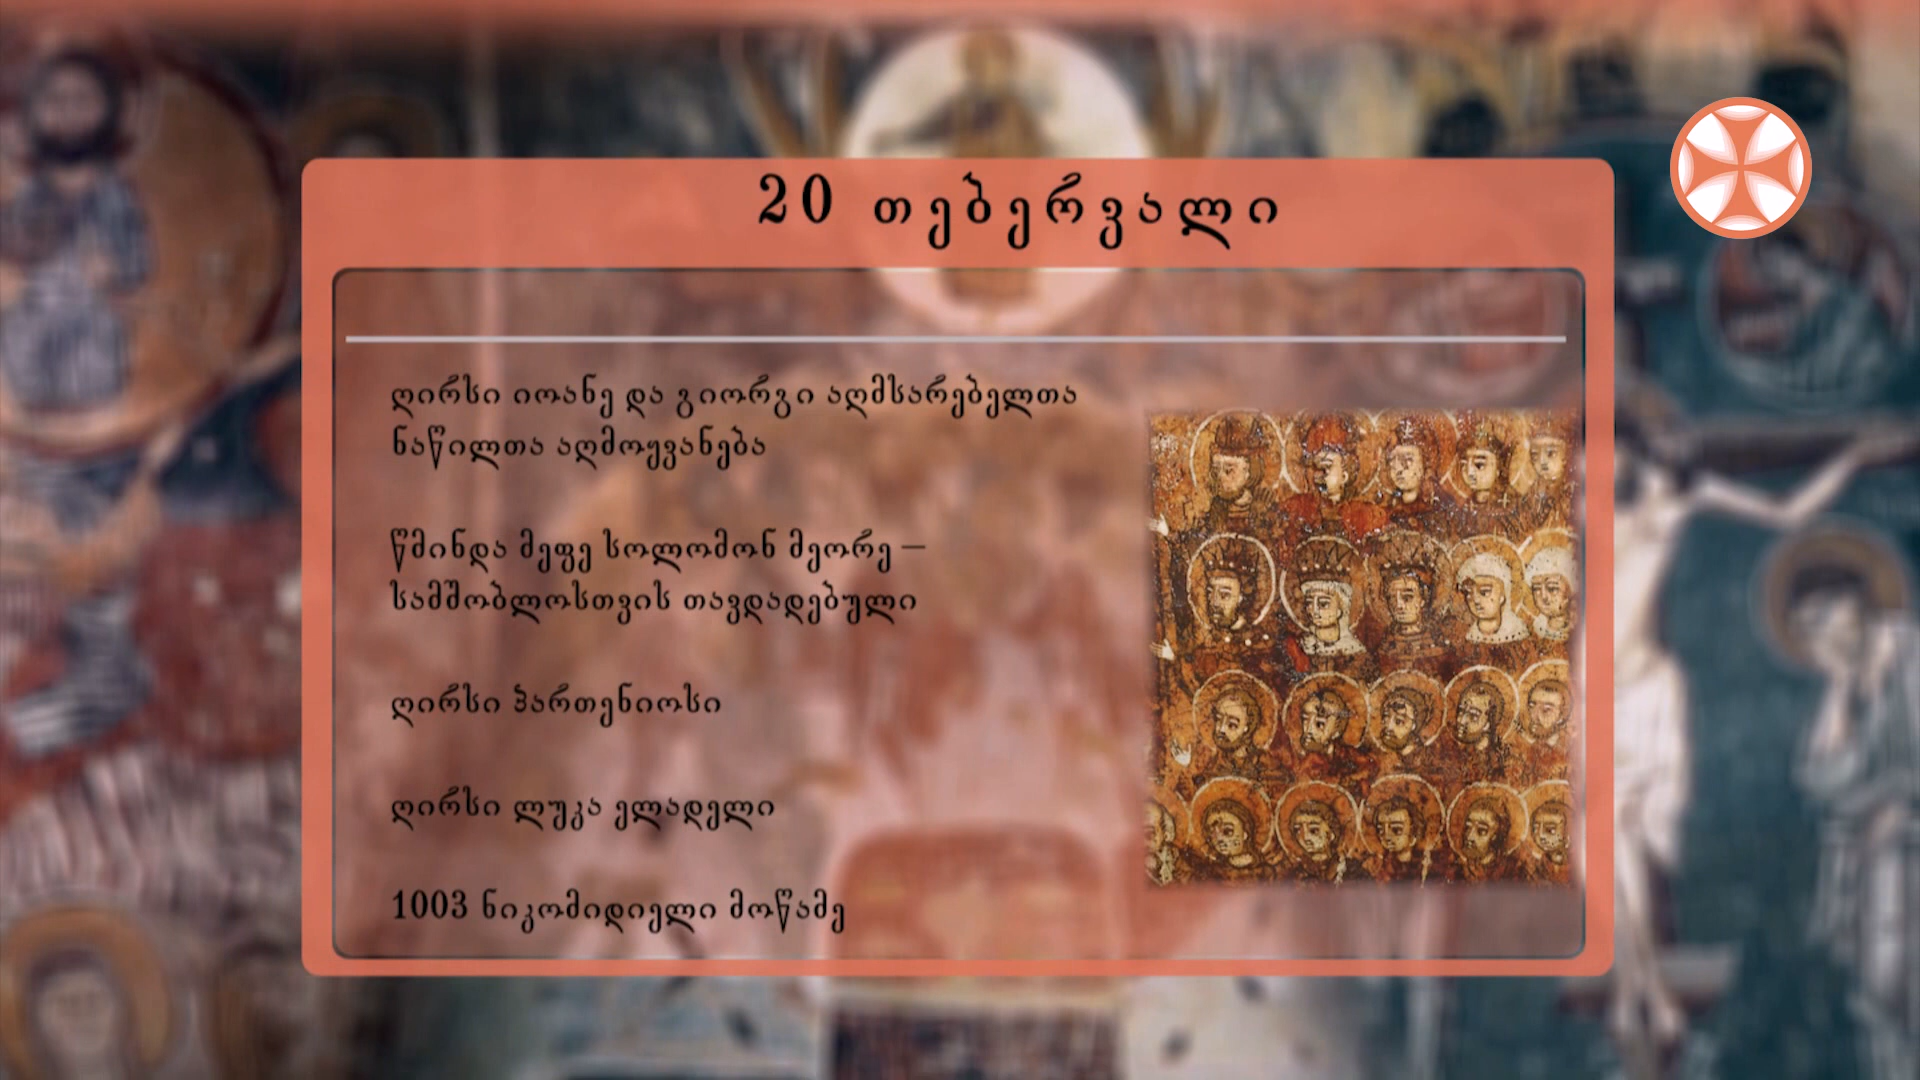 20 თებერვალი
ღირსი იოანე და გიორგი აღმსარებელთა
ნაწილთა აღმოყვანება
წმინდა მეფე სოლომონ მეორე –
სამშობლოსთვის თავდადებული
ღირსი პართენიოსი
ღირსი ლუკა ელადელი
1003 ნიკომიდიელი მოწამე